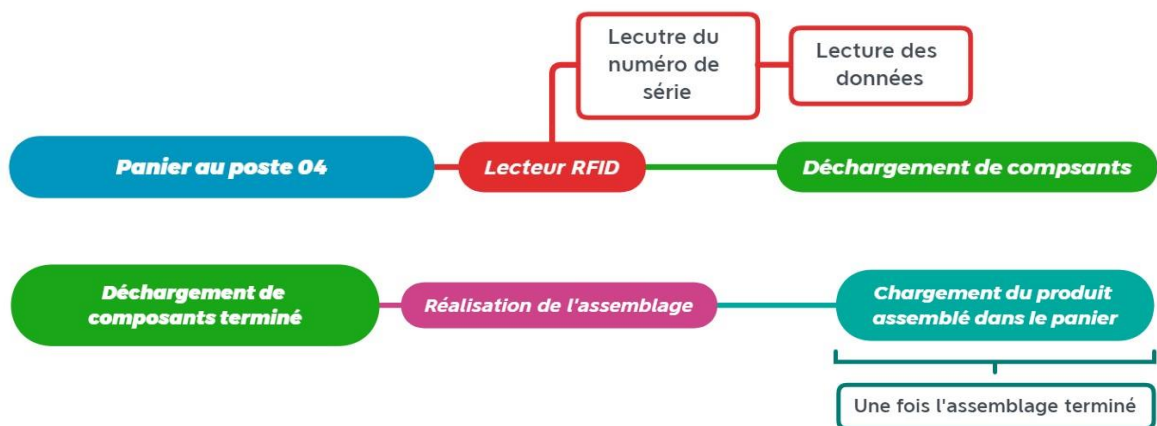 Lecutre du
numéro de
série
Lecture des
données
Panier au poste 04
Lecteur RFID
Déchargement de compsants
Déchargement de
composants terminé
Réalisation de l'assemblage
Chargement du produit
assemblé dans le panier
Une fois l'assemblage terminé